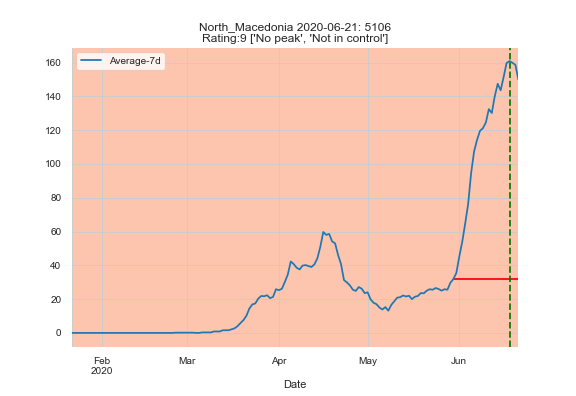 North_Macedonia 2020-06-21: 5106
Rating:9 ['No peak', 'Not in control']
Average-7d
160
140
120
100
80
60
40
20
0
Feb
2020
Mar
Apr
May
Jun
Date